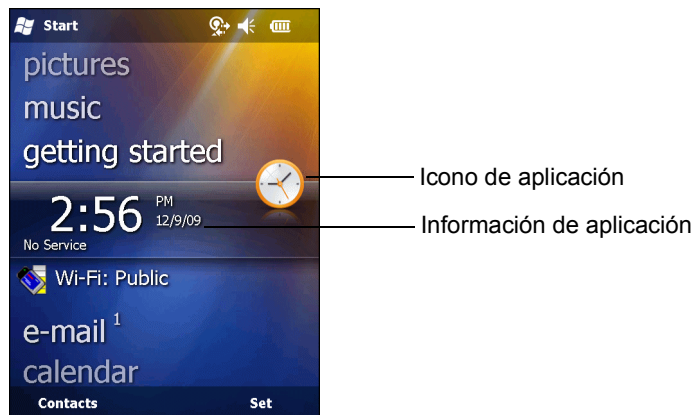 Start
pictures
music
getting started
Icono de aplicación
2:56 PM
12/9/09
Información de aplicación
No Service
Wi-Fi: Public
e-mail 1
calendar
Contacts Set